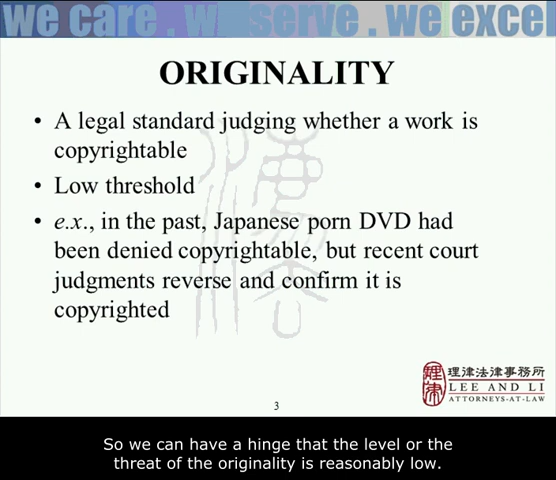 we care . we serve . we excel
ORIGINALITY
• A legal standard judging whether a work is
copyrightable
• Low threshold
• e.x., in the past, Japanese porn DVD had
been denied copyrightable, but recent court
judgments reverse and confirm it is
copyrighted
理律
理律法律事務所
LEE AND LI
ATTORNEYS-AT-LAW
3
So we can have a hinge that the level or the
threat of the originality is reasonably low.